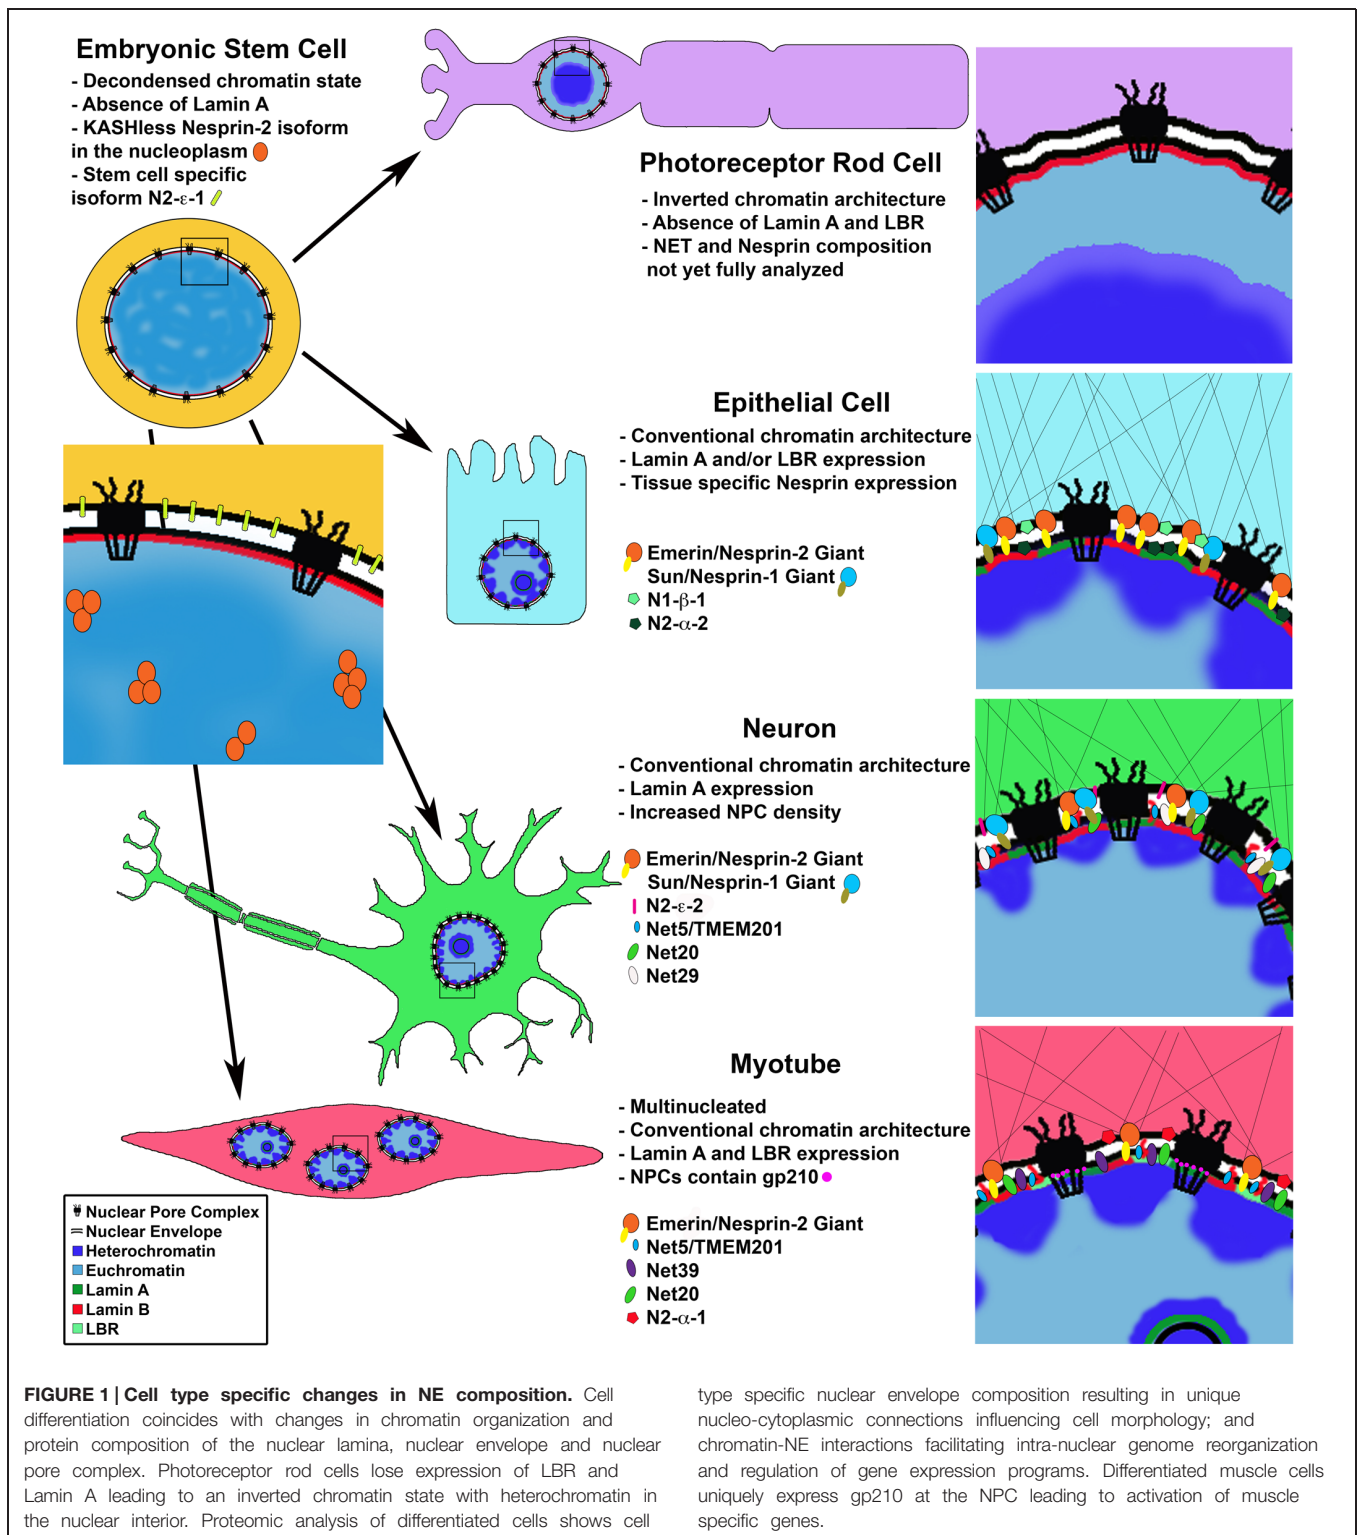 Embryonic Stem Cell
- Decondensed chromatin state
- Absence of Lamin A
- KASHless Nesprin-2 isoform
in the nucleoplasm
- Stem cell specific
isoform N2-ε-1
Photoreceptor Rod Cell
- Inverted chromatin architecture
- Absence of Lamin A and LBR
- NET and Nesprin composition
not yet fully analyzed
Epithelial Cell
- Conventional chromatin architecture
- Lamin A and/or LBR expression
- Tissue specific Nesprin expression
Emerin/Nesprin-2 Giant
Sun/Nesprin-1 Giant
N1-β-1
N2-α-2
Neuron
- Conventional chromatin architecture
- Lamin A expression
- Increased NPC density
Emerin/Nesprin-2 Giant
Sun/Nesprin-1 Giant
N2-ε-2
Net5/TMEM201
Net20
Net29
Myotube
- Multinucleated
- Conventional chromatin architecture
- Lamin A and LBR expression
- NPCs contain gp210
Emerin/Nesprin-2 Giant
Net5/TMEM201
Net39
Net20
N2-α-1
Nuclear Pore Complex
Nuclear Envelope
Heterochromatin
Euchromatin
Lamin A
Lamin B
LBR
FIGURE 1 | Cell type specific changes in NE composition. Cell
differentiation coincides with changes in chromatin organization and
protein composition of the nuclear lamina, nuclear envelope and nuclear
pore complex. Photoreceptor rod cells lose expression of LBR and
Lamin A leading to an inverted chromatin state with heterochromatin in
the nuclear interior. Proteomic analysis of differentiated cells shows cell
type specific nuclear envelope composition resulting in unique
nucleo-cytoplasmic connections influencing cell morphology; and
chromatin-NE interactions facilitating intra-nuclear genome reorganization
and regulation of gene expression programs. Differentiated muscle cells
uniquely express gp210 at the NPC leading to activation of muscle
specific genes.